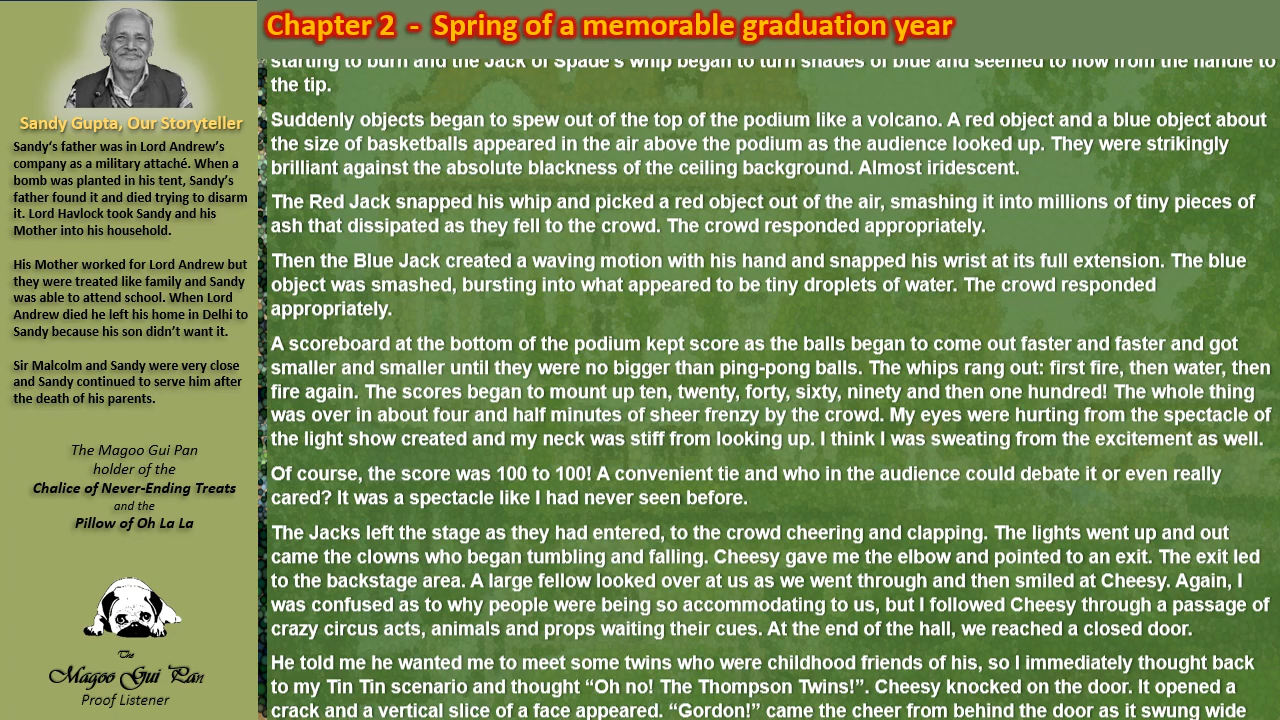 Chapter 2 - Spring of a memorable graduation year
Sandy Gupta, Our Storyteller
Sandy's father was in Lord Andrew's
company as a military attaché. When a
bomb was planted in his tent, Sandy's
father found it and died trying to disarm
it. Lord Havlock took Sandy and his
Mother into his household.
His Mother worked for Lord Andrew but
they were treated like family and Sandy
was able to attend school. When Lord
Andrew died he left his home in Delhi to
Sandy because his son didn't want it.
Sir Malcolm and Sandy were very close
and Sandy continued to serve him after
the death of his parents.
The Magoo Gui Pan
holder of the
Chalice of Never-Ending Treats
and the
Pillow of Oh La La
The
Magoo Gui Pan
Proof Listener
starting to burn and the Jack of Spade's whip began to turn shades of blue and seemed to flow from the handle to
the tip.
Suddenly objects began to spew out of the top of the podium like a volcano. A red object and a blue object about
the size of basketballs appeared in the air above the podium as the audience looked up. They were strikingly
brilliant against the absolute blackness of the ceiling background. Almost iridescent.
The Red Jack snapped his whip and picked a red object out of the air, smashing it into millions of tiny pieces of
ash that dissipated as they fell to the crowd. The crowd responded appropriately.
Then the Blue Jack created a waving motion with his hand and snapped his wrist at its full extension. The blue
object was smashed, bursting into what appeared to be tiny droplets of water. The crowd responded
appropriately.
A scoreboard at the bottom of the podium kept score as the balls began to come out faster and faster and got
smaller and smaller until they were no bigger than ping-pong balls. The whips rang out: first fire, then water, then
fire again. The scores began to mount up ten, twenty, forty, sixty, ninety and then one hundred! The whole thing
was over in about four and half minutes of sheer frenzy by the crowd. My eyes were hurting from the spectacle of
the light show created and my neck was stiff from looking up. I think I was sweating from the excitement as well.
Of course, the score was 100 to 100! A convenient tie and who in the audience could debate it or even really
cared? It was a spectacle like I had never seen before.
The Jacks left the stage as they had entered, to the crowd cheering and clapping. The lights went up and out
came the clowns who began tumbling and falling. Cheesy gave me the elbow and pointed to an exit. The exit led
to the backstage area. A large fellow looked over at us as we went through and then smiled at Cheesy. Again, I
was confused as to why people were being so accommodating to us, but I followed Cheesy through a passage of
crazy circus acts, animals and props waiting their cues. At the end of the hall, we reached a closed door.
He told me he wanted me to meet some twins who were childhood friends of his, so I immediately thought back
to my Tin Tin scenario and thought "Oh no! The Thompson Twins!". Cheesy knocked on the door. It opened a
crack and a vertical slice of a face appeared. "Gordon!" came the cheer from behind the door as it swung wide